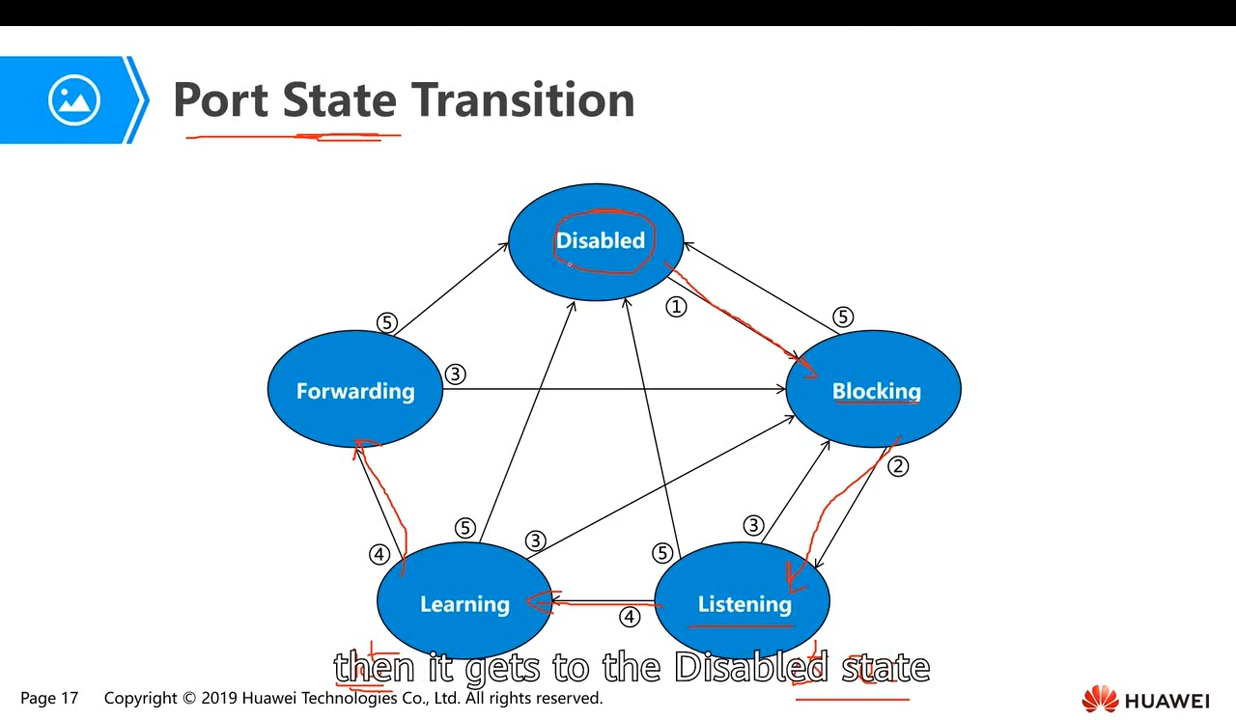 Port State Transition
Disabled
①
⑤
⑤
③
Forwarding
Blocking
②
⑤
③
③
④
⑤
Learning
④
Listening
then it gets to the Disabled state
Page 17 Copyright © 2019 Huawei Technologies Co., Ltd. All rights reserved.
HUAWEI